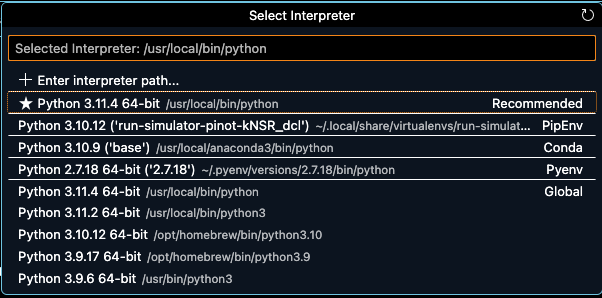 Select Interpreter
Selected Interpreter: /usr/local/bin/python
+ Enter interpreter path...
★ Python 3.11.4 64-bit /usr/local/bin/python Recommended
Python 3.10.12 ('run-simulator-pinot-kNSR_dcl') ~/.local/share/virtualenvs/run-simulat... PipEnv
Python 3.10.9 ('base') /usr/local/anaconda3/bin/python Conda
Python 2.7.18 64-bit ('2.7.18') ~/.pyenv/versions/2.7.18/bin/python Pyenv
Python 3.11.4 64-bit /usr/local/bin/python Global
Python 3.11.2 64-bit /usr/local/bin/python3
Python 3.10.12 64-bit /opt/homebrew/bin/python3.10
Python 3.9.17 64-bit /opt/homebrew/bin/python3.9
Python 3.9.6 64-bit /usr/bin/python3